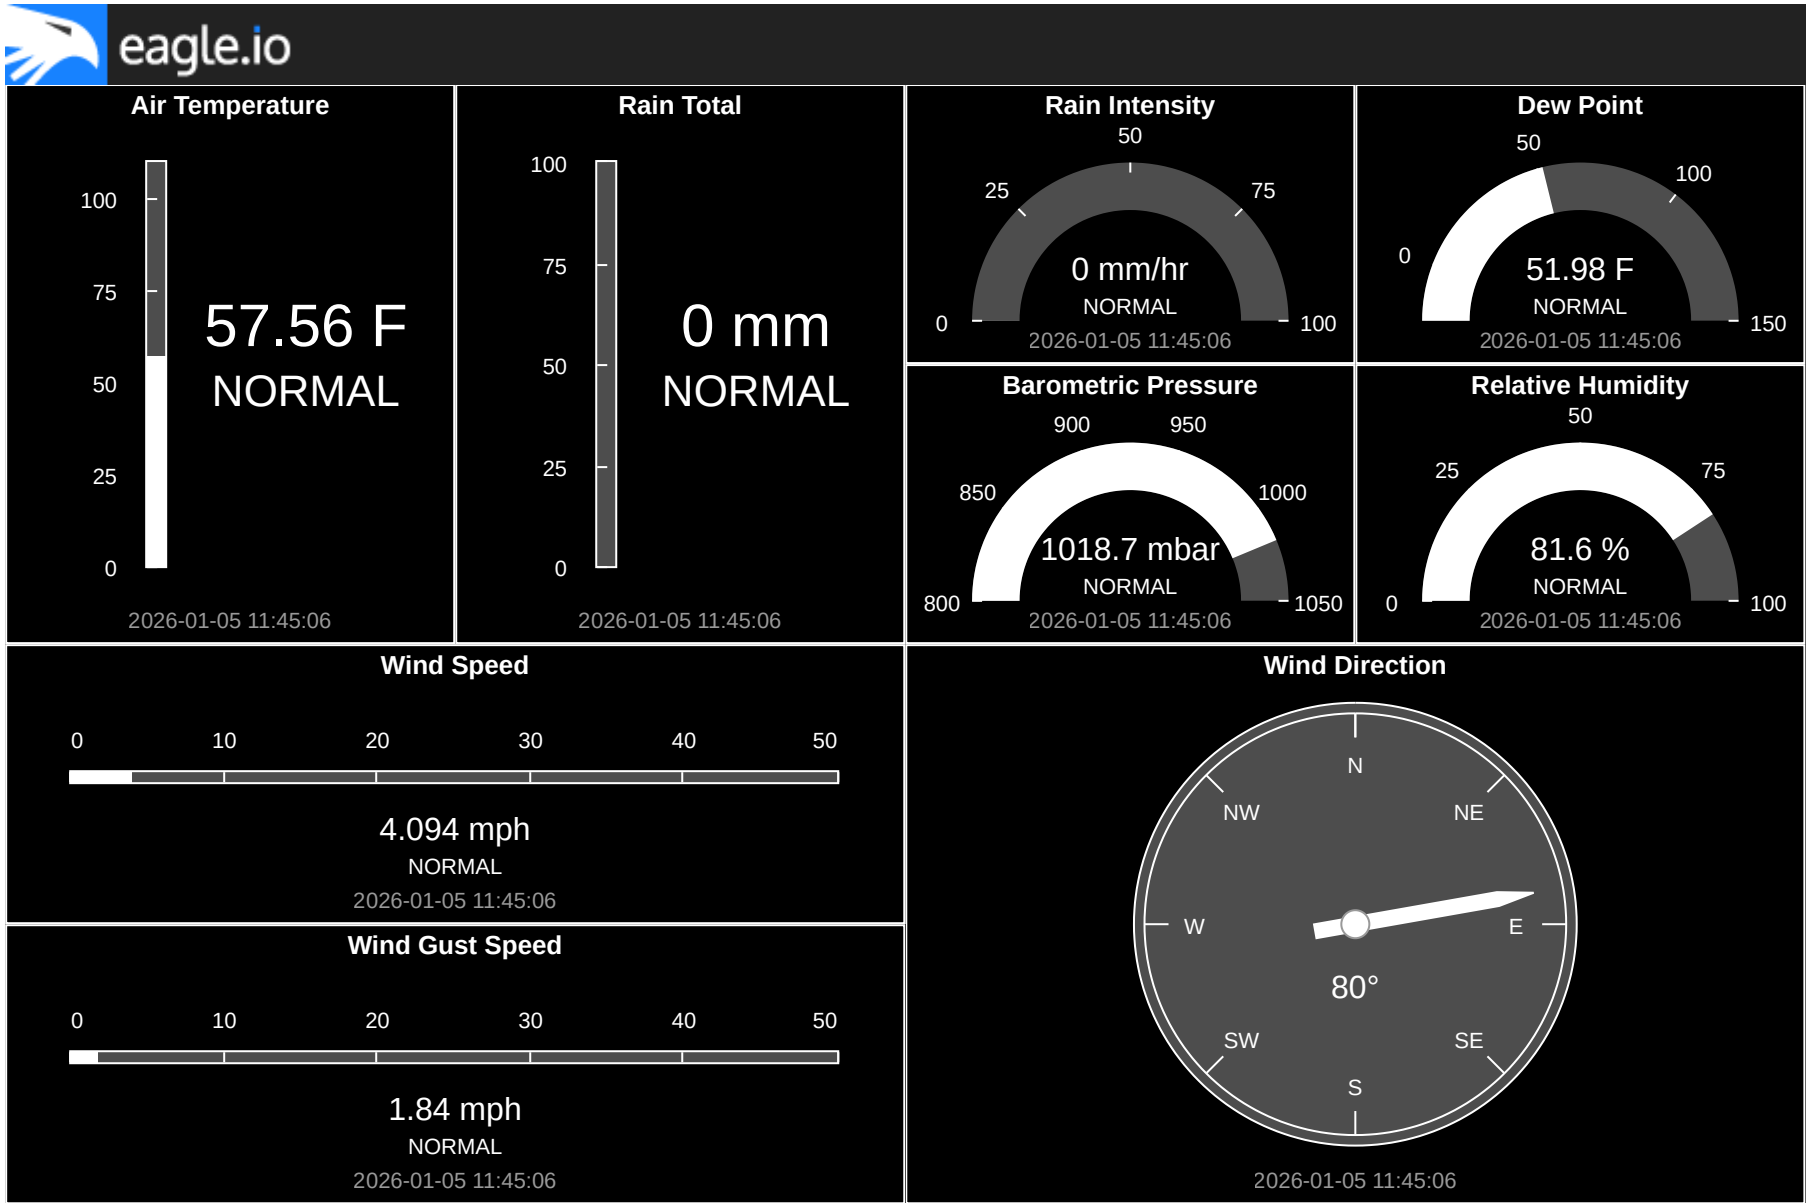 eagle.io
Air Temperature
100
75
50
25
0
57.56 F
NORMAL
2026-01-05 11:45:06
Rain Total
100
75
50
25
0
0 mm
NORMAL
2026-01-05 11:45:06
Rain Intensity
0
25
50
75
100
0 mm/hr
NORMAL
2026-01-05 11:45:06
Dew Point
0
50
100
150
51.98 F
NORMAL
2026-01-05 11:45:06
Barometric Pressure
800
850
900
950
1000
1050
1018.7 mbar
NORMAL
2026-01-05 11:45:06
Relative Humidity
0
25
50
75
100
81.6 %
NORMAL
2026-01-05 11:45:06
Wind Speed
0 10 20 30 40 50
4.094 mph
NORMAL
2026-01-05 11:45:06
Wind Gust Speed
0 10 20 30 40 50
1.84 mph
NORMAL
2026-01-05 11:45:06
Wind Direction
N
NW NE
W E
80°
SW SE
S
2026-01-05 11:45:06